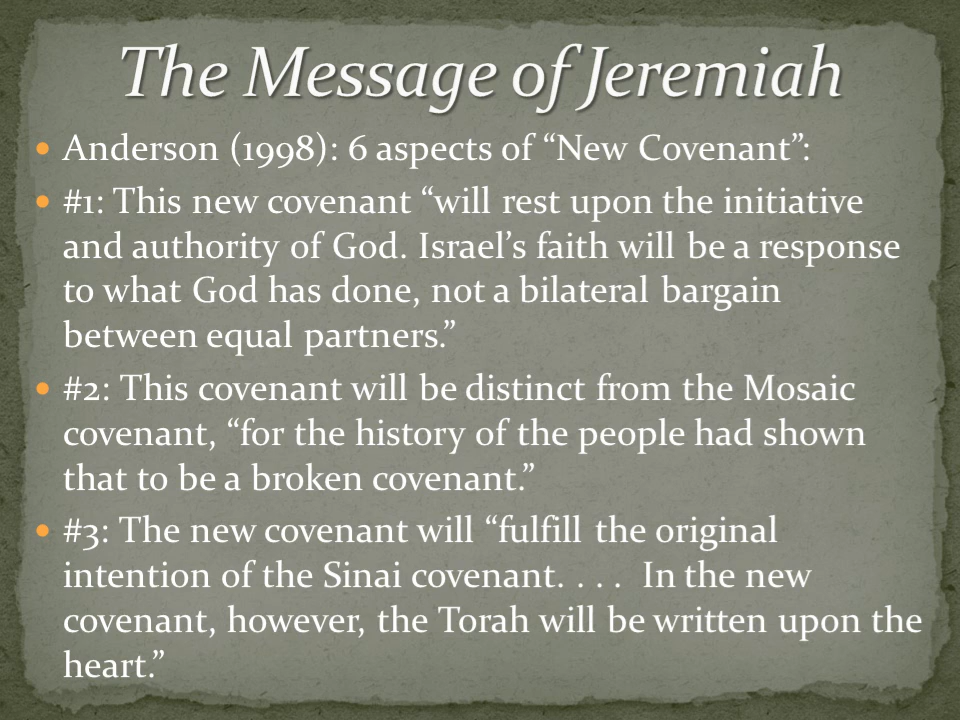 The Message of Jeremiah
• Anderson (1998): 6 aspects of “New Covenant”:
• #1: This new covenant “will rest upon the initiative
and authority of God. Israel’s faith will be a response
to what God has done, not a bilateral bargain
between equal partners.”
• #2: This covenant will be distinct from the Mosaic
covenant, “for the history of the people had shown
that to be a broken covenant.”
• #3: The new covenant will “fulfill the original
intention of the Sinai covenant. . . . In the new
covenant, however, the Torah will be written upon the
heart.”